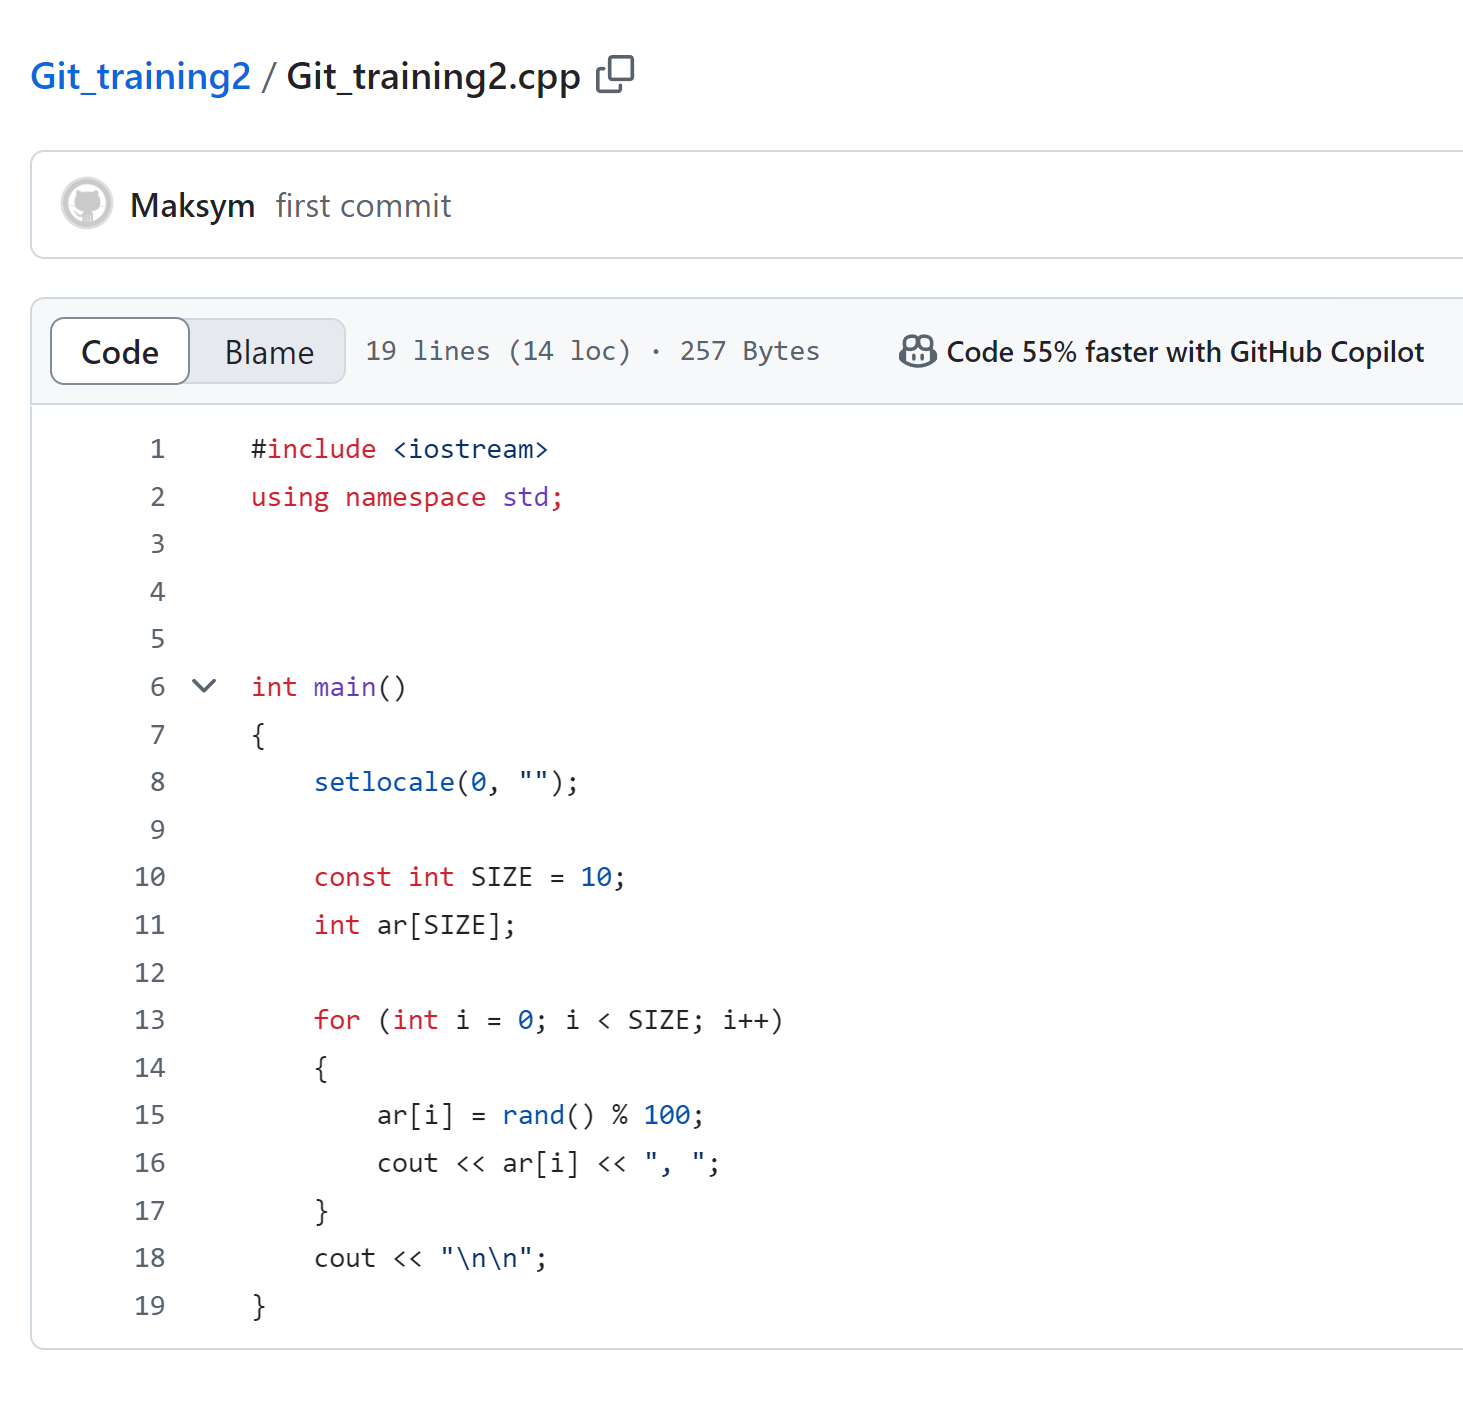 Git_training2 / Git_training2.cpp
Maksym first commit
Code Blame 19 lines (14 loc) · 257 Bytes Code 55% faster with GitHub Copilot
1 #include <iostream>
2 using namespace std;
3
4
5
6 int main()
7 {
8     setlocale(0, "");
9
10     const int SIZE = 10;
11     int ar[SIZE];
12
13     for (int i = 0; i < SIZE; i++)
14     {
15         ar[i] = rand() % 100;
16         cout << ar[i] << ", ";
17     }
18     cout << "\n\n";
19 }